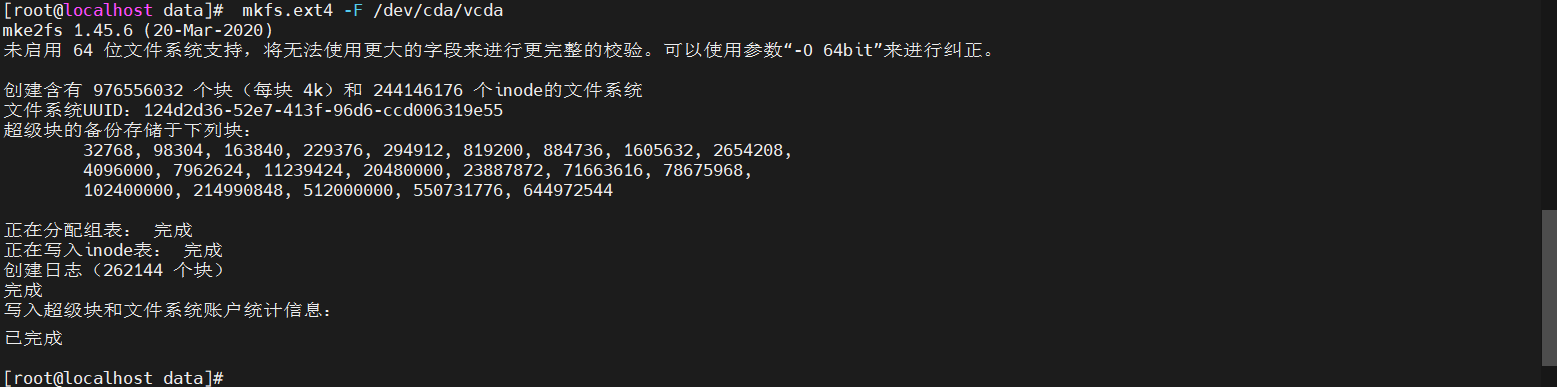 [root@localhost data]#  mkfs.ext4 -F /dev/cda/vcda
mke2fs 1.45.6 (20-Mar-2020)
未启用 64 位文件系统支持，将无法使用更大的字段来进行更完整的校验。可以使用参数“-O 64bit”来进行纠正。
创建含有 976556032 个块（每块 4k）和 244146176 个inode的文件系统
文件系统UUID：124d2d36-52e7-413f-96d6-ccd006319e55
超级块的备份存储于下列块：
32768, 98304, 163840, 229376, 294912, 819200, 884736, 1605632, 2654208,
4096000, 7962624, 11239424, 20480000, 23887872, 71663616, 78675968,
102400000, 214990848, 512000000, 550731776, 644972544
正在分配组表： 完成
正在写入inode表： 完成
创建日志（262144 个块）
完成
写入超级块和文件系统账户统计信息：
已完成
[root@localhost data]#